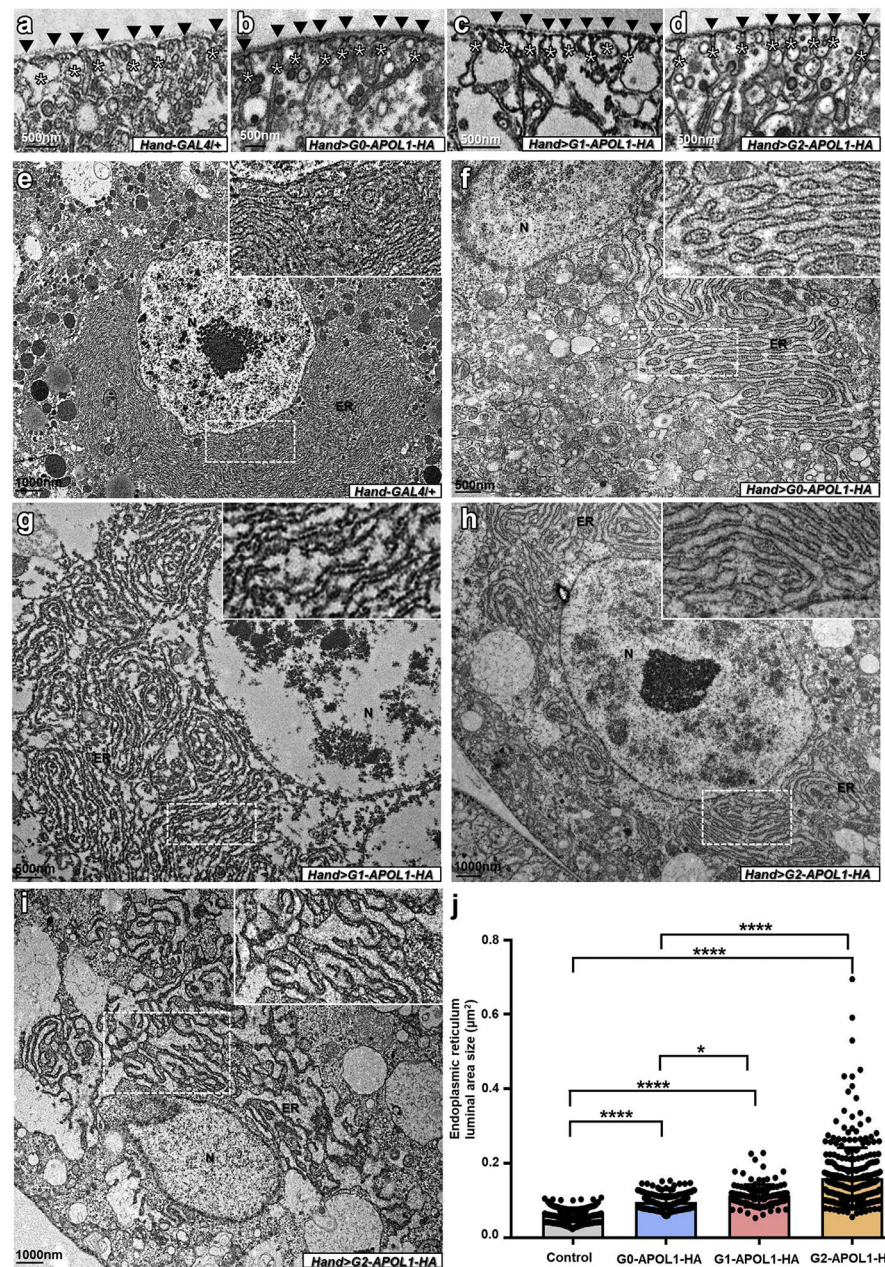 a
500nm
Hand-GAL4/+
b
500nm
Hand>G0-APOL1-HA
c
500nm
Hand>G1-APOL1-HA
d
500nm
Hand>G2-APOL1-HA
e
N
ER
1000nm
Hand-GAL4/+
f
N
ER
500nm
Hand>G0-APOL1-HA
g
N
ER
500nm
Hand>G1-APOL1-HA
h
ER
N
ER
1000nm
Hand>G2-APOL1-HA
i
ER
N
1000nm
Hand>G2-APOL1-HA
j
Endoplasmic reticulum
luminal area size (µm²)
0.8
0.6
0.4
0.2
0.0
****
****
*
****
****
Control
G0-APOL1-HA
G1-APOL1-HA
G2-APOL1-H